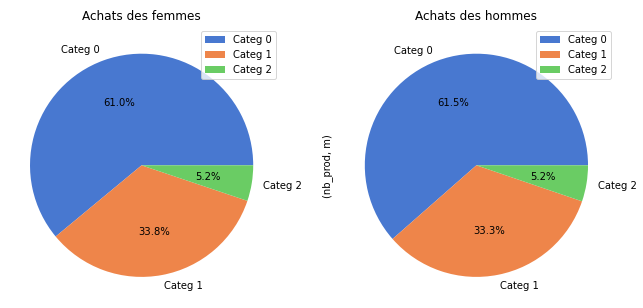 Achats des femmes
Categ 0
Categ 1
Categ 2
Categ 0
61.0%
5.2%
Categ 2
33.8%
Categ 1
Achats des hommes
Categ 0
Categ 1
Categ 2
Categ 0
61.5%
(nb_prod, m)
5.2%
Categ 2
33.3%
Categ 1